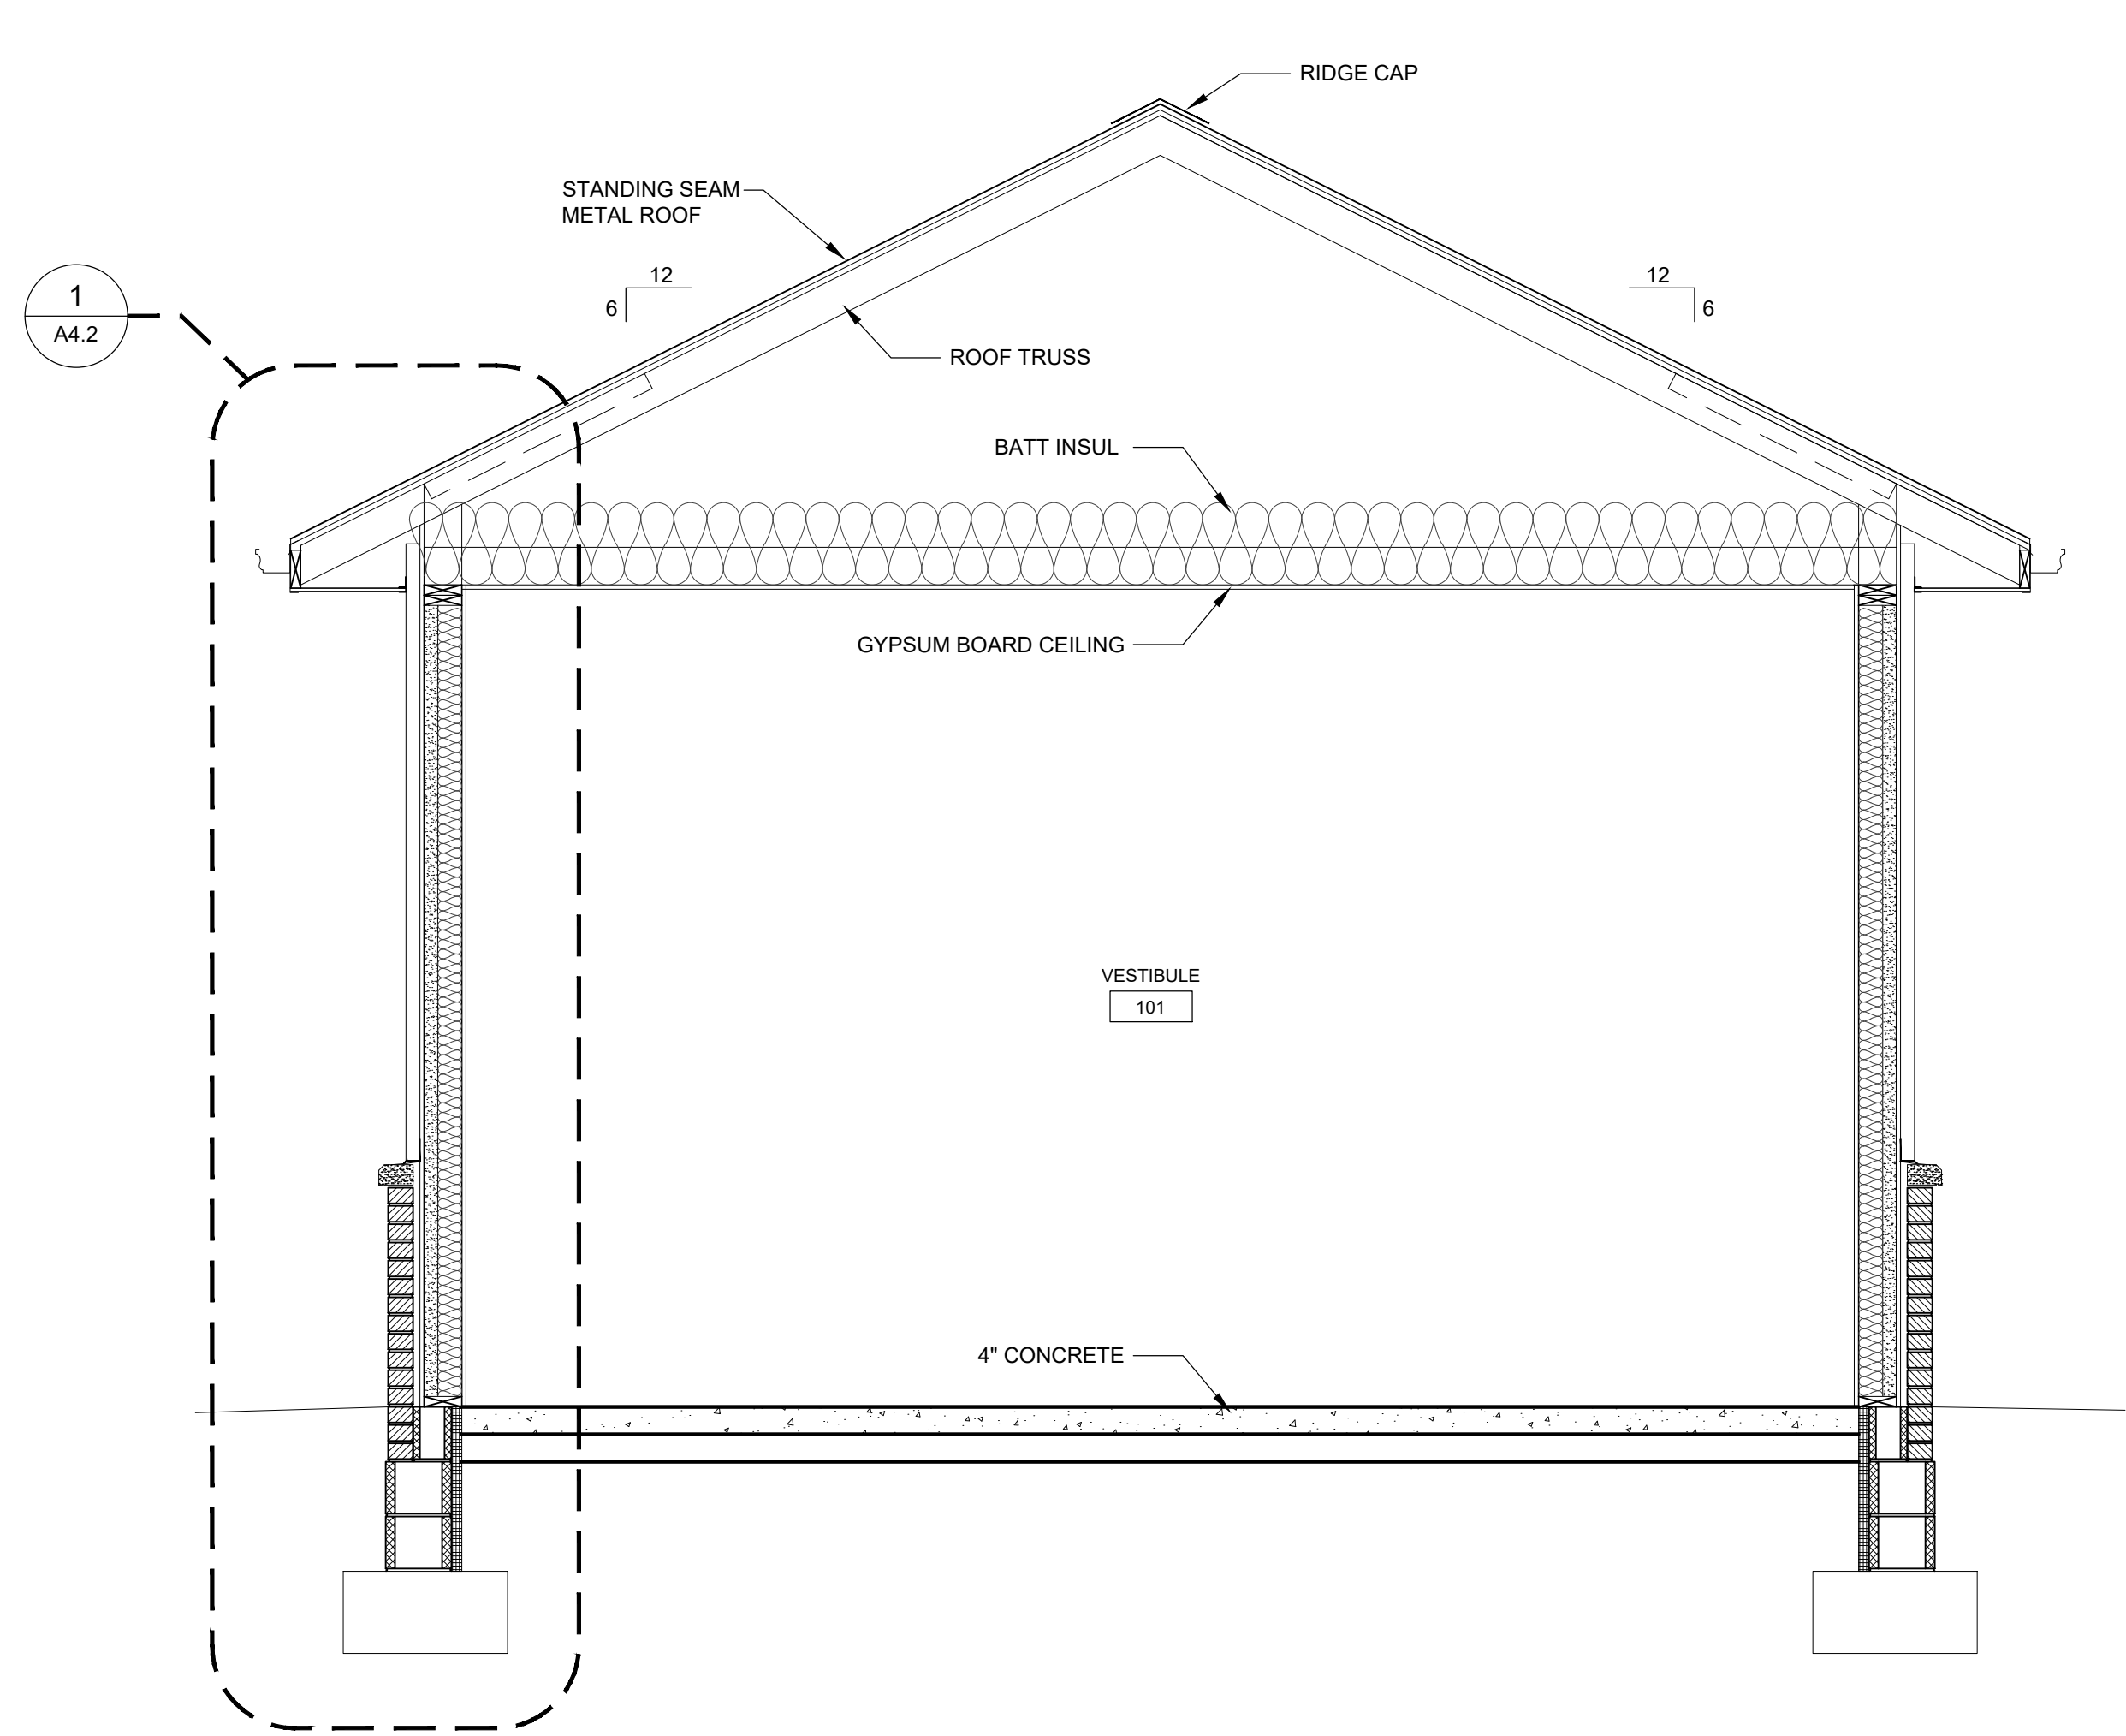 RIDGE CAP
STANDING SEAM
METAL ROOF
12
6
12
6
1
A4.2
ROOF TRUSS
BATT INSUL
GYPSUM BOARD CEILING
VESTIBULE
101
4" CONCRETE